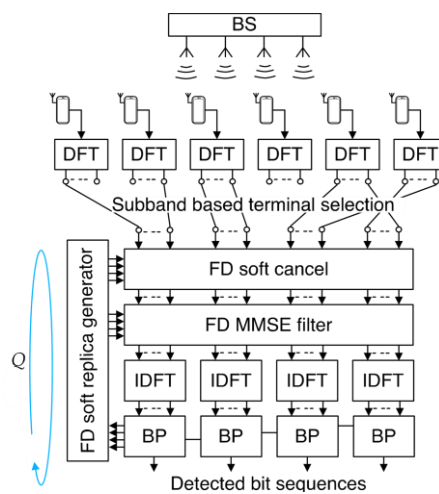 BS
DFT DFT DFT DFT DFT DFT
Subband based terminal selection
FD soft replica generator
FD soft cancel
FD MMSE filter
Q
IDFT IDFT IDFT IDFT
BP BP BP BP
Detected bit sequences